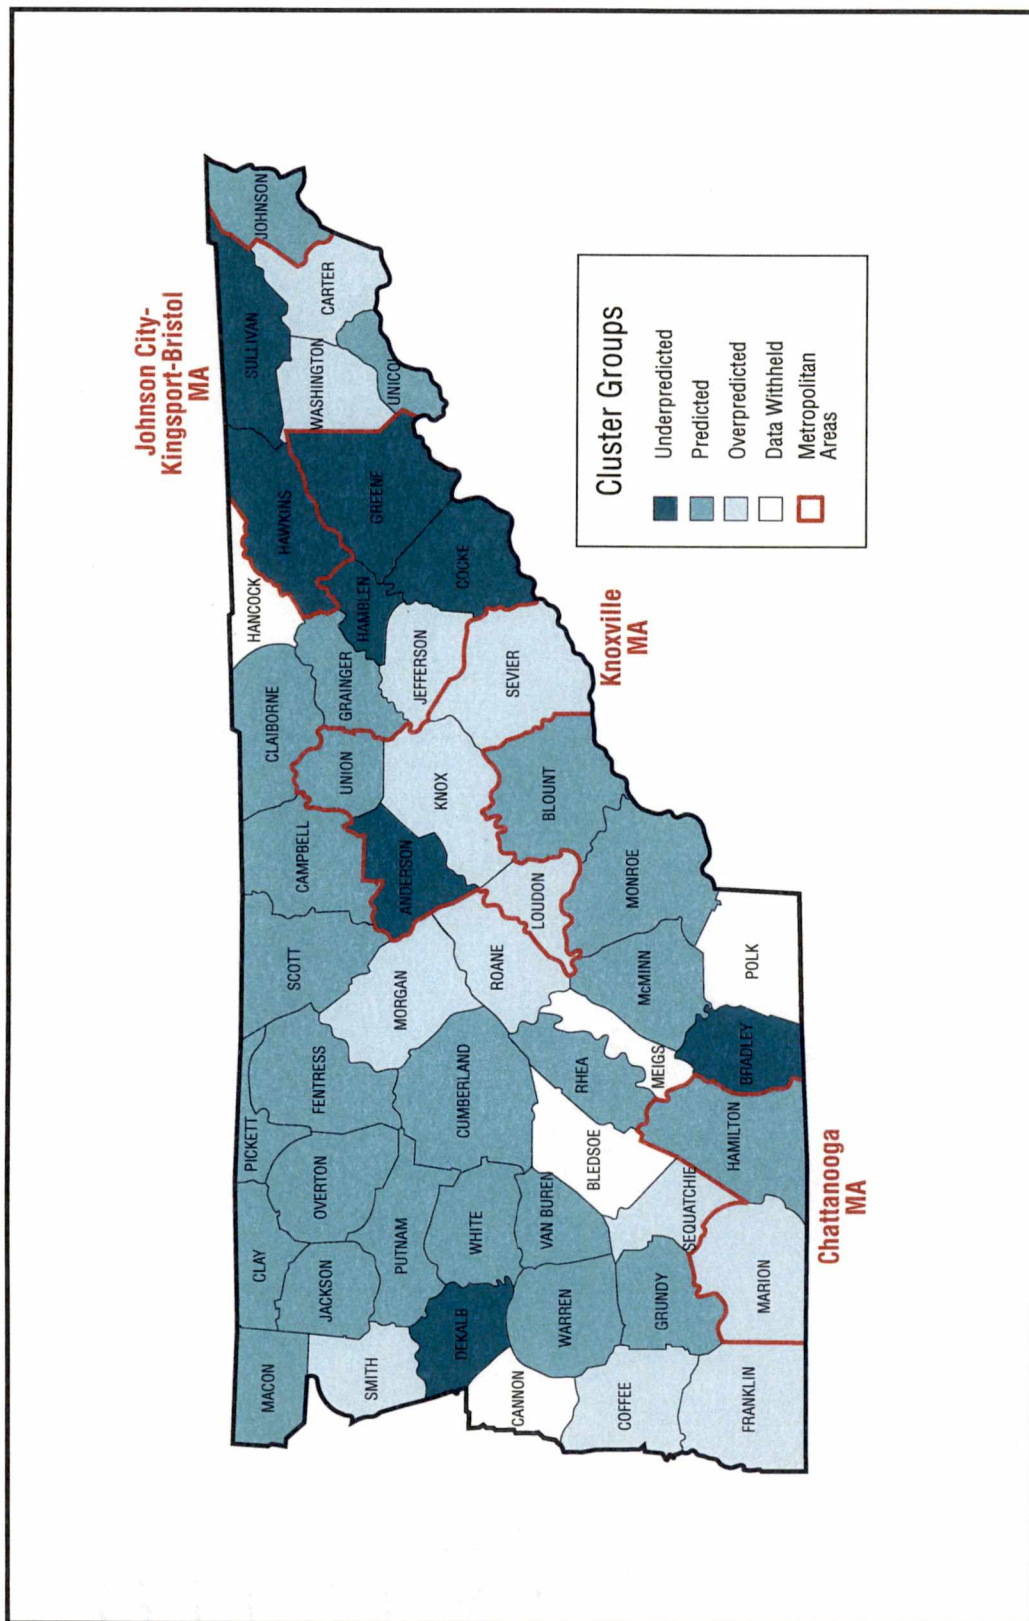 Johnson City-
Kingsport-Bristol
MA
JOHNSON
SULLIVAN
CARTER
WASHINGTON
UNICOI
HAWKINS
GREENE
HANCOCK
HAMBLEN
COCKE
CLAIBORNE
GRAINGER
JEFFERSON
SEVIER
Knoxville
MA
UNION
KNOX
BLOUNT
CAMPBELL
ANDERSON
LOUDON
MONROE
SCOTT
MORGAN
ROANE
McMINN
POLK
PICKETT
FENTRESS
CUMBERLAND
RHEA
MEIGS
BRADLEY
OVERTON
BLEDSOE
HAMILTON
CLAY
PUTNAM
WHITE
VAN BUREN
SEQUATCHIE
JACKSON
WARREN
GRUNDY
MARION
Chattanooga
MA
MACON
SMITH
DEKALB
CANNON
COFFEE
FRANKLIN
Cluster Groups
Underpredicted
Predicted
Overpredicted
Data Withheld
Metropolitan
Areas